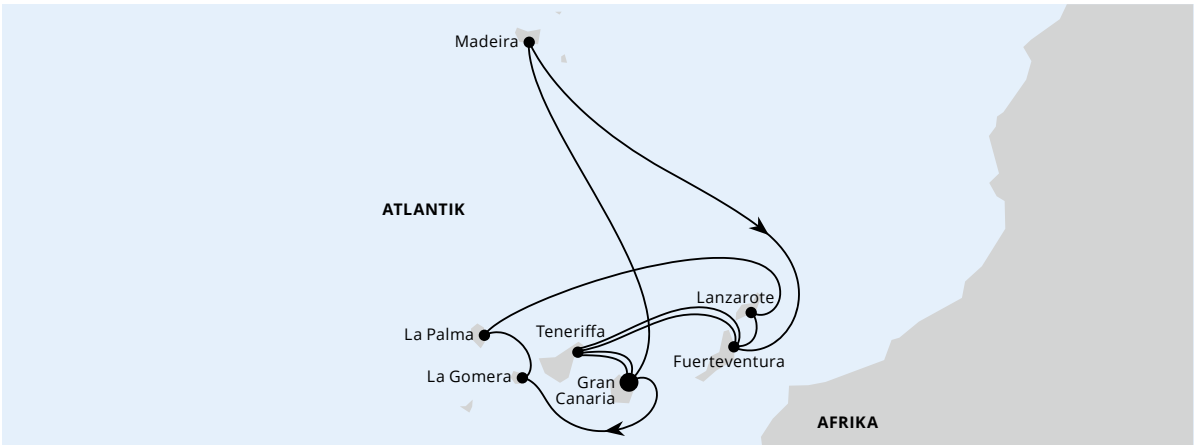 Madeira
ATLANTIK
Lanzarote
La Palma
Teneriffa
Fuerteventura
La Gomera
Gran
Canaria
AFRIKA